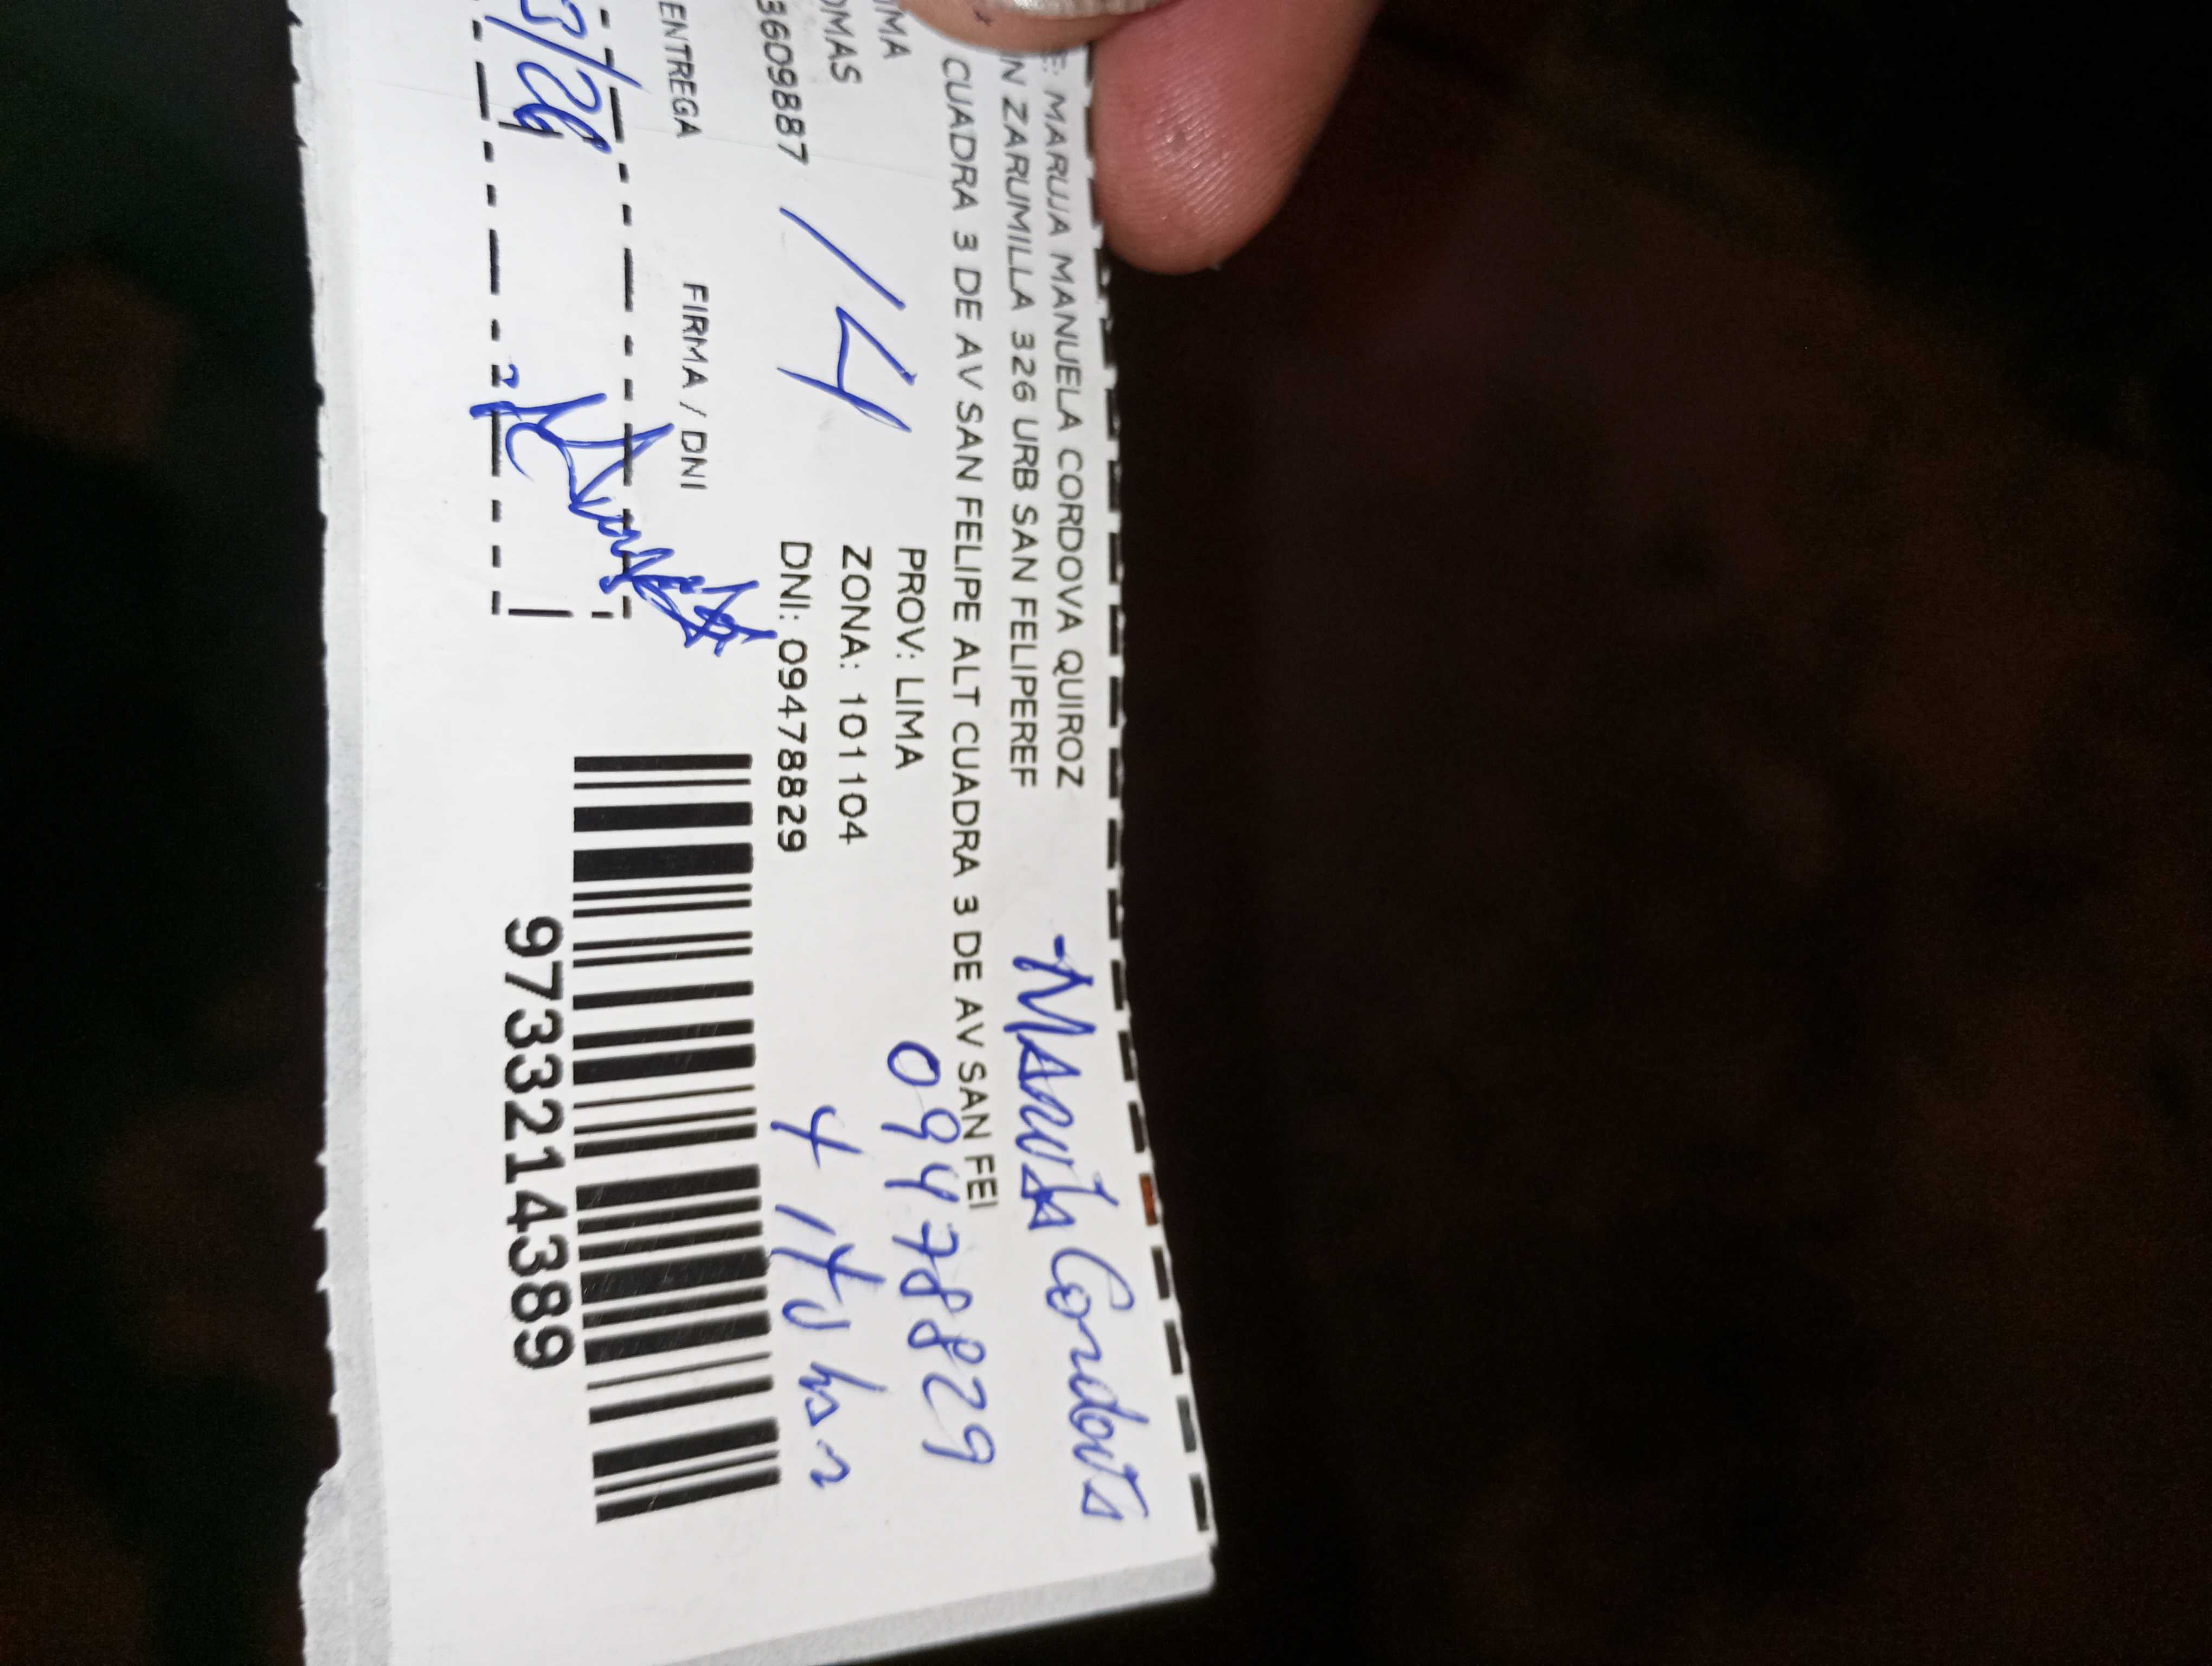 E: MARUJA MANUELA CORDOVA QUIROZ
N ZARUMILLA 326 URB SAN FELIPEREF
CUADRA 3 DE AV SAN FELIPE ALT CUADRA 3 DE AV SAN FEI
IMA PROV: LIMA
OMAS ZONA: 101104
3609887 DNI: 09478829
14
ENTREGA FIRMA / DNI
Maruja Cordova
09478829
hs
9733214389